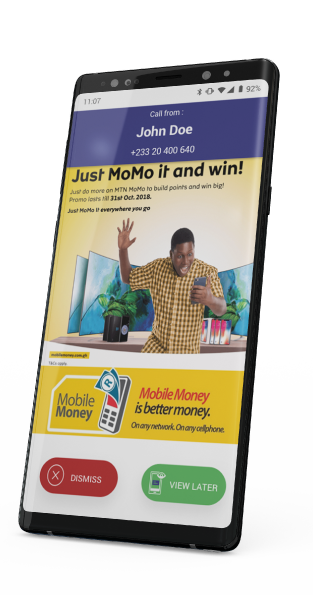 11:07
92%
Call from :
John Doe
+233 20 400 640
Just MoMo it and win!
Just do more on MTN MoMo to build points and win big!
Promo lasts till 31st Oct. 2018.
Just MoMo it everywhere you go
T&Cs apply
Mobile
Money
Mobile Money
is better money.
On any network. On any cellphone.
DISMISS
VIEW LATER